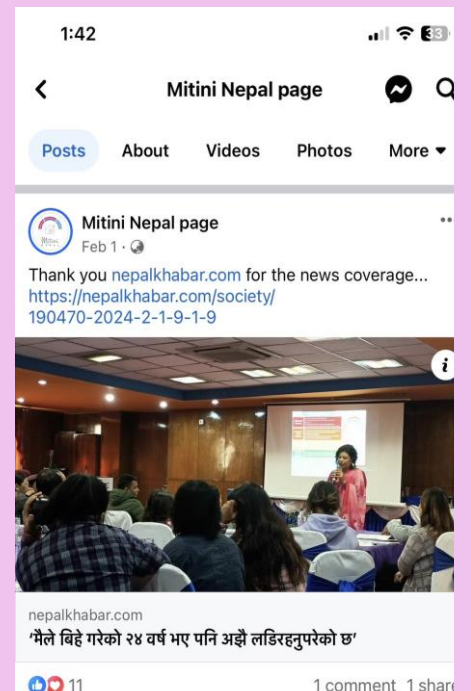 1:42
33
Mitini Nepal page
Posts About Videos Photos More
Mitini Nepal page
Feb 1 ·
Thank you nepalkhabar.com for the news coverage...
https://nepalkhabar.com/society/
190470-2024-2-1-9-1-9
nepalkhabar.com
‘मैले बिहे गरेको २४ वर्ष भए पनि अझै लडिरहनुपरेको छ’
11 1 comment 1 share